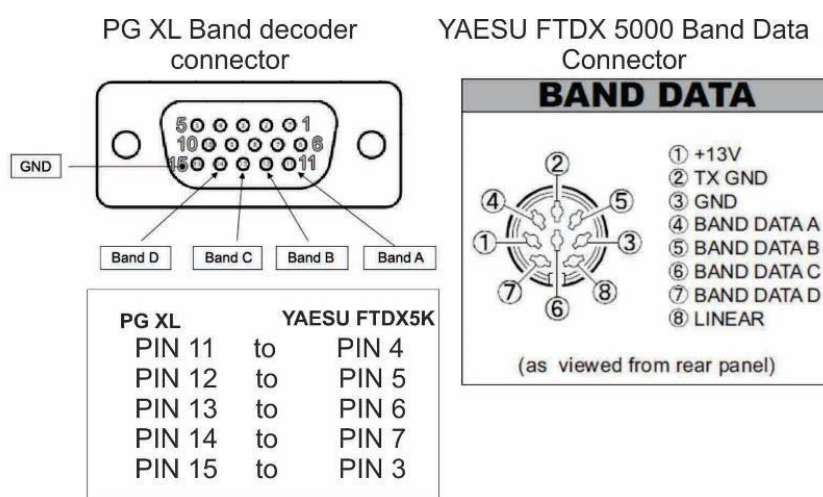 PG XL Band decoder
connector
5 1
10 6
15 11
GND
Band D
Band C
Band B
Band A
PG XL YAESU FTDX5K
PIN 11 to PIN 4
PIN 12 to PIN 5
PIN 13 to PIN 6
PIN 14 to PIN 7
PIN 15 to PIN 3
YAESU FTDX 5000 Band Data
Connector
BAND DATA
②
④ ⑤
① ③
⑦ ⑧
⑥
① +13V
② TX GND
③ GND
④ BAND DATA A
⑤ BAND DATA B
⑥ BAND DATA C
⑦ BAND DATA D
⑧ LINEAR
(as viewed from rear panel)